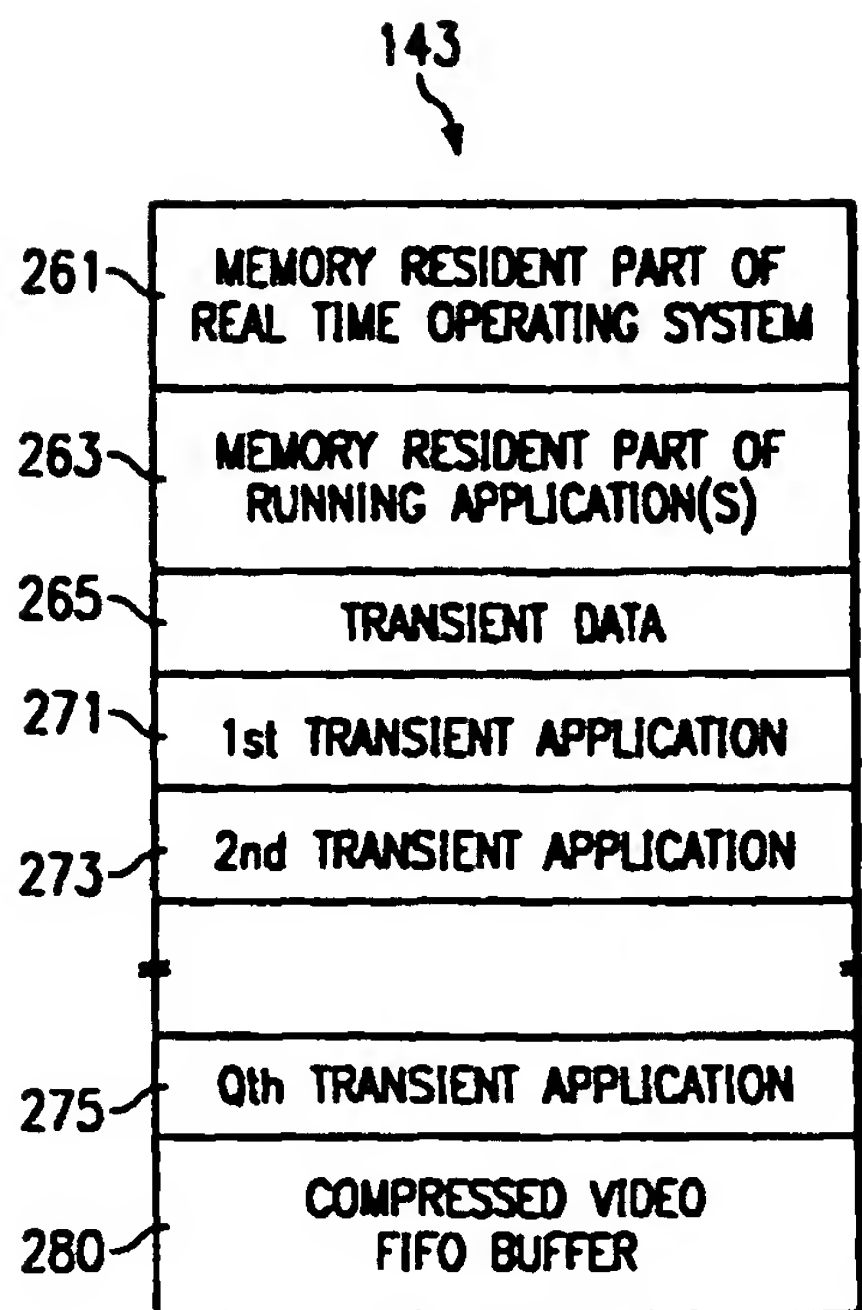 143
261
MEMORY RESIDENT PART OF
REAL TIME OPERATING SYSTEM
263
MEMORY RESIDENT PART OF
RUNNING APPLICATION(S)
265
TRANSIENT DATA
271
1st TRANSIENT APPLICATION
273
2nd TRANSIENT APPLICATION
275
Qth TRANSIENT APPLICATION
280
COMPRESSED VIDEO
FIFO BUFFER